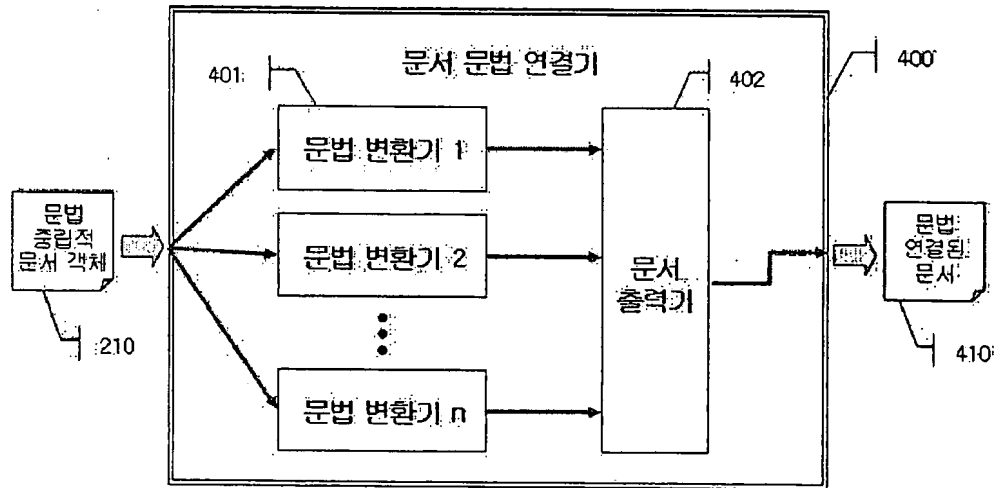 문서 문법 연결기
401
402
400
문법 변환기 1
문법
중립적
문서 객체
문법 변환기 2
문서
출력기
문법
연결된
문서
210
410
문법 변환기 n